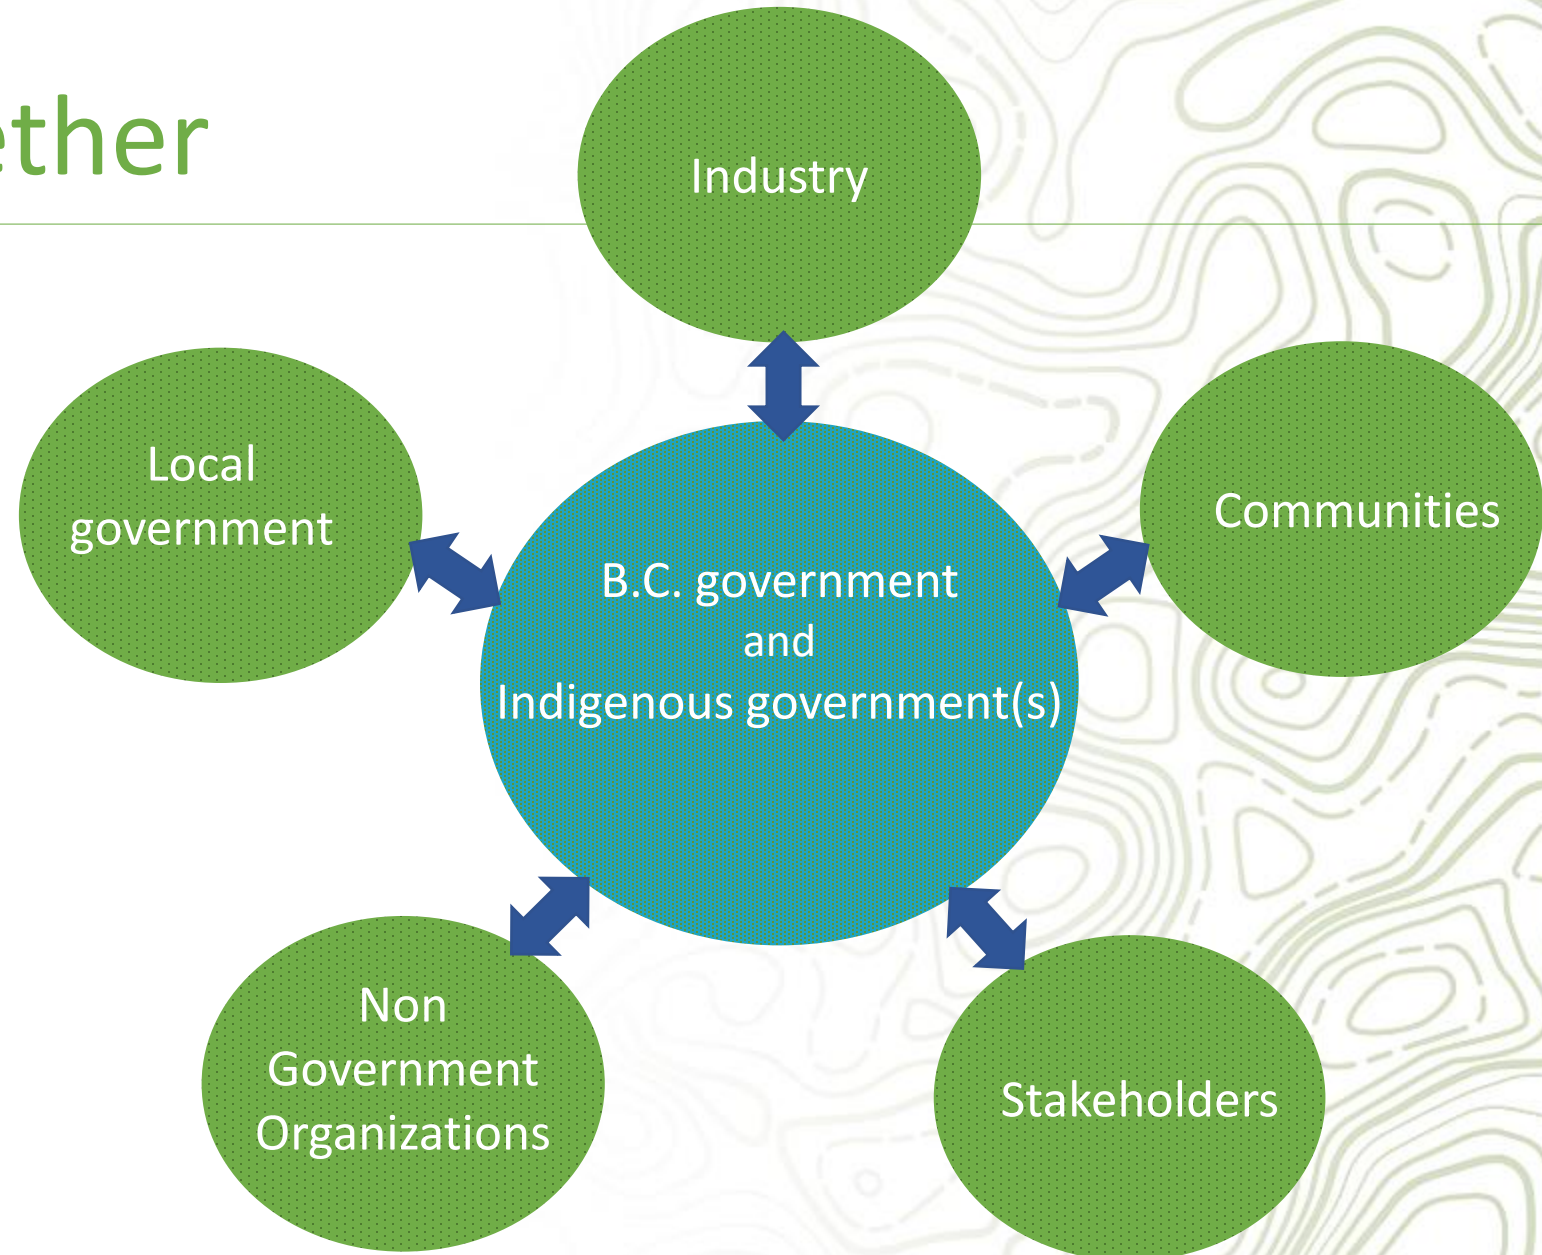 ether
Industry
Local
government
Communities
B.C. government
and
Indigenous government(s)
Non
Government
Organizations
Stakeholders